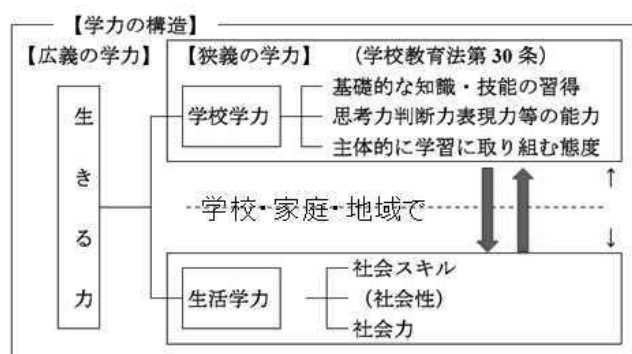 【学力の構造】
【広義の学力】
【狭義の学力】 (学校教育法第30条)
生きる力
学校学力
基礎的な知識・技能の習得
思考力判断力表現力等の能力
主体的に学習に取り組む態度
↑
学校・家庭・地域で
↓
生活学力
社会スキル
(社会性)
社会力